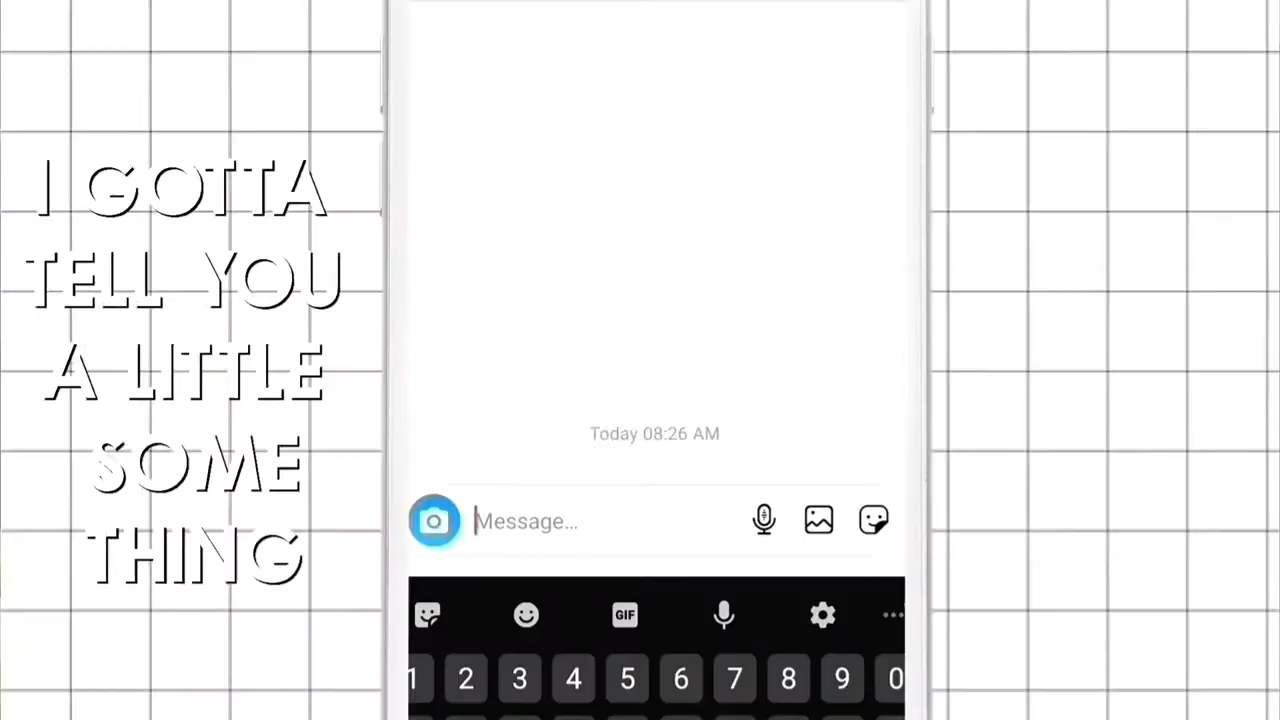 I GOTTA
TELL YOU
A LITTLE
SOME
THING
Today 08:26 AM
Message...
GIF
1 2 3 4 5 6 7 8 9 0